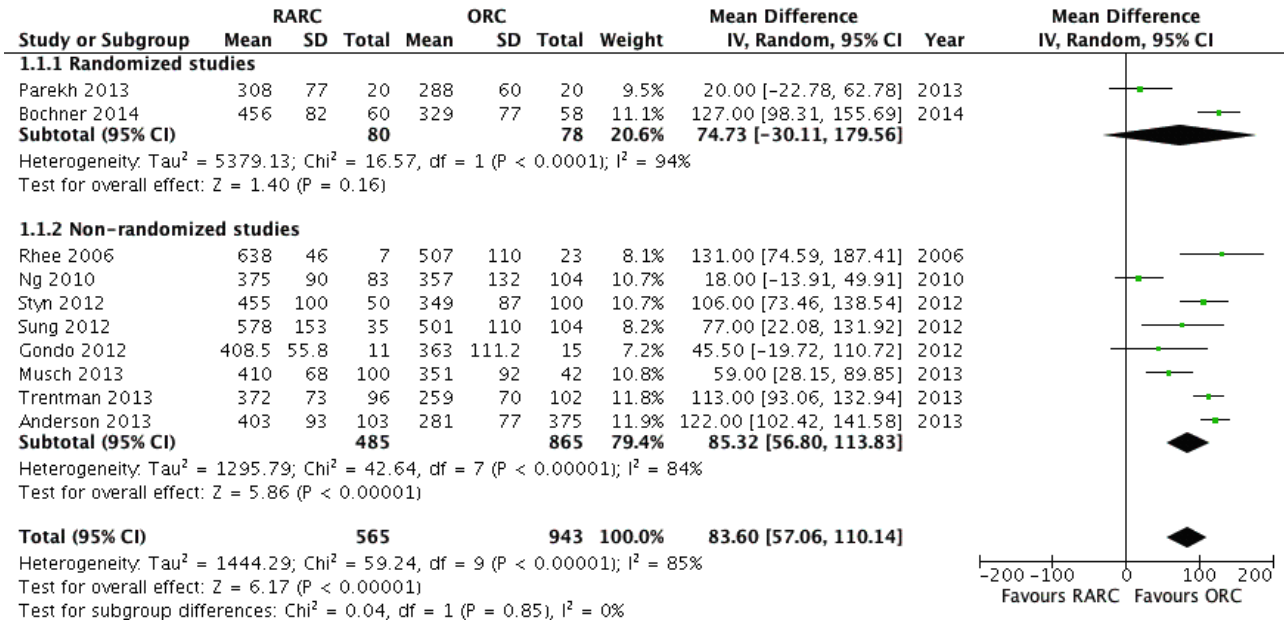 RARC ORC Mean Difference Mean Difference
Study or Subgroup Mean SD Total Mean SD Total Weight IV, Random, 95% CI Year IV, Random, 95% CI
1.1.1 Randomized studies
Parekh 2013 308 77 20 288 60 20 9.5% 20.00 [−22.78, 62.78] 2013
Bochner 2014 456 82 60 329 77 58 11.1% 127.00 [98.31, 155.69] 2014
Subtotal (95% CI) 80 78 20.6% 74.73 [−30.11, 179.56]
Heterogeneity: Tau² = 5379.13; Chi² = 16.57, df = 1 (P < 0.0001); I² = 94%
Test for overall effect: Z = 1.40 (P = 0.16)
1.1.2 Non−randomized studies
Rhee 2006 638 46 7 507 110 23 8.1% 131.00 [74.59, 187.41] 2006
Ng 2010 375 90 83 357 132 104 10.7% 18.00 [−13.91, 49.91] 2010
Styn 2012 455 100 50 349 87 100 10.7% 106.00 [73.46, 138.54] 2012
Sung 2012 578 153 35 501 110 104 8.2% 77.00 [22.08, 131.92] 2012
Gondo 2012 408.5 55.8 11 363 111.2 15 7.2% 45.50 [−19.72, 110.72] 2012
Musch 2013 410 68 100 351 92 42 10.8% 59.00 [28.15, 89.85] 2013
Trentman 2013 372 73 96 259 70 102 11.8% 113.00 [93.06, 132.94] 2013
Anderson 2013 403 93 103 281 77 375 11.9% 122.00 [102.42, 141.58] 2013
Subtotal (95% CI) 485 865 79.4% 85.32 [56.80, 113.83]
Heterogeneity: Tau² = 1295.79; Chi² = 42.64, df = 7 (P < 0.00001); I² = 84%
Test for overall effect: Z = 5.86 (P < 0.00001)
Total (95% CI) 565 943 100.0% 83.60 [57.06, 110.14]
Heterogeneity: Tau² = 1444.29; Chi² = 59.24, df = 9 (P < 0.00001); I² = 85%
Test for overall effect: Z = 6.17 (P < 0.00001)
Test for subgroup differences: Chi² = 0.04, df = 1 (P = 0.85), I² = 0%
−200 −100 0 100 200
Favours RARC Favours ORC